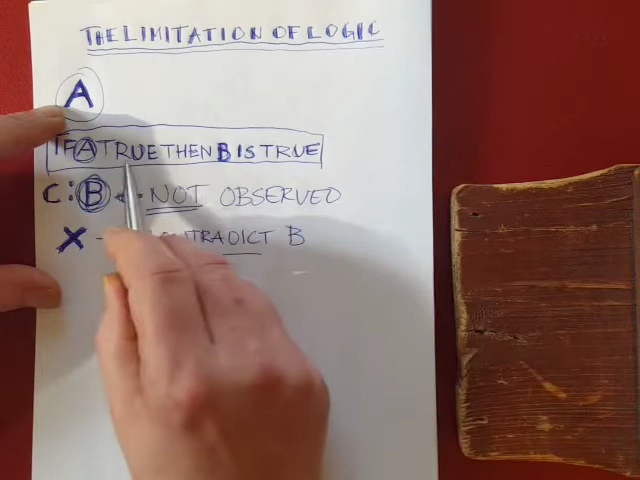 THE LIMITATION OF LOGIC
A
IF A TRUE THEN B IS TRUE
C: B NOT OBSERVED
X - CONTRADICT B